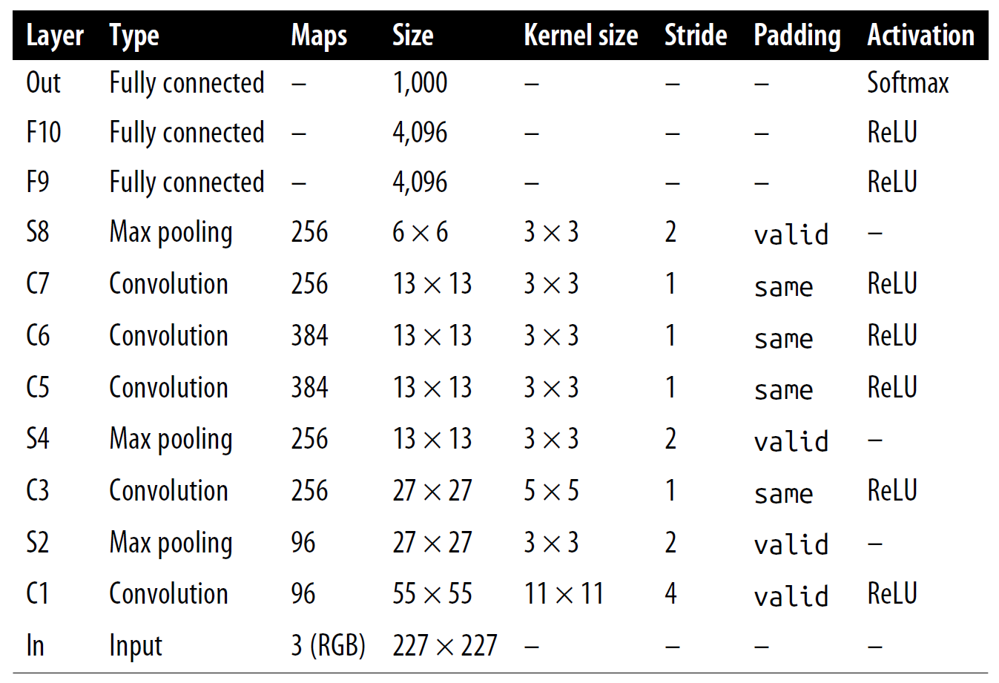 Layer Type Maps Size Kernel size Stride Padding Activation
Out Fully connected – 1,000 – – – Softmax
F10 Fully connected – 4,096 – – – ReLU
F9 Fully connected – 4,096 – – – ReLU
S8 Max pooling 256 6 × 6 3 × 3 2 valid –
C7 Convolution 256 13 × 13 3 × 3 1 same ReLU
C6 Convolution 384 13 × 13 3 × 3 1 same ReLU
C5 Convolution 384 13 × 13 3 × 3 1 same ReLU
S4 Max pooling 256 13 × 13 3 × 3 2 valid –
C3 Convolution 256 27 × 27 5 × 5 1 same ReLU
S2 Max pooling 96 27 × 27 3 × 3 2 valid –
C1 Convolution 96 55 × 55 11 × 11 4 valid ReLU
In Input 3 (RGB) 227 × 227 – – – –